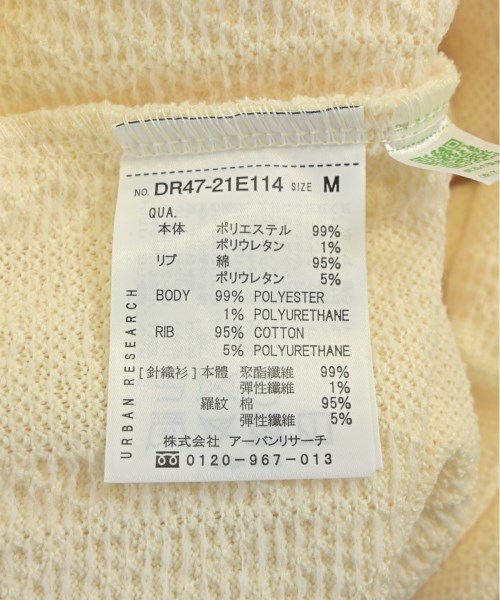 NO. DR47-21E114 SIZE M
QUA.
本体 ポリエステル 99%
ポリウレタン 1%
リブ 綿 95%
ポリウレタン 5%
BODY 99% POLYESTER
1% POLYURETHANE
RIB 95% COTTON
5% POLYURETHANE
[針織衫]本體 聚酯纖維 99%
彈性纖維 1%
羅紋 棉 95%
彈性纖維 5%
株式会社 アーバンリサーチ
0120-967-013
URBAN RESEARCH